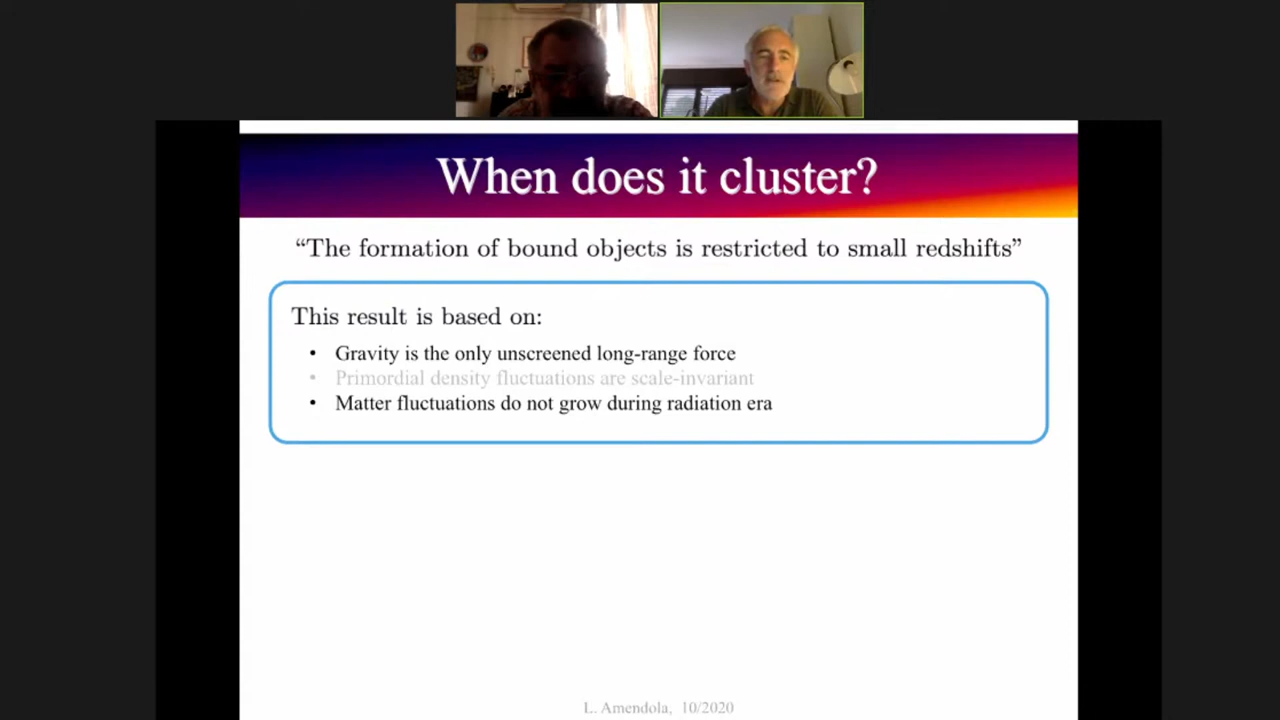 When does it cluster?
“The formation of bound objects is restricted to small redshifts”
This result is based on:
• Gravity is the only unscreened long-range force
• Primordial density fluctuations are scale-invariant
• Matter fluctuations do not grow during radiation era
L. Amendola, 10/2020